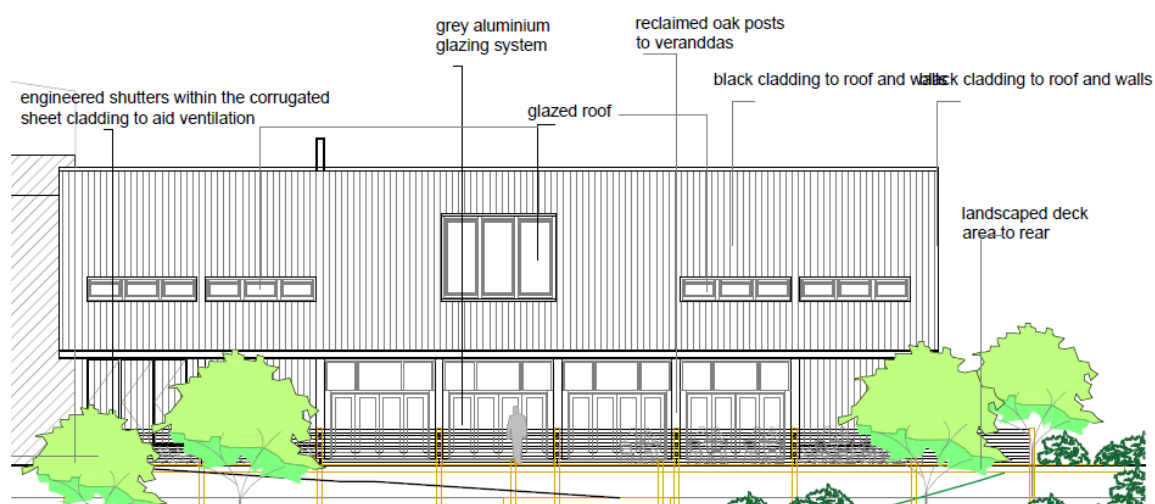 grey aluminium
glazing system
reclaimed oak posts
to veranddas
engineered shutters within the corrugated
sheet cladding to aid ventilation
glazed roof
black cladding to roof and walls
black cladding to roof and walls
landscaped deck
area to rear